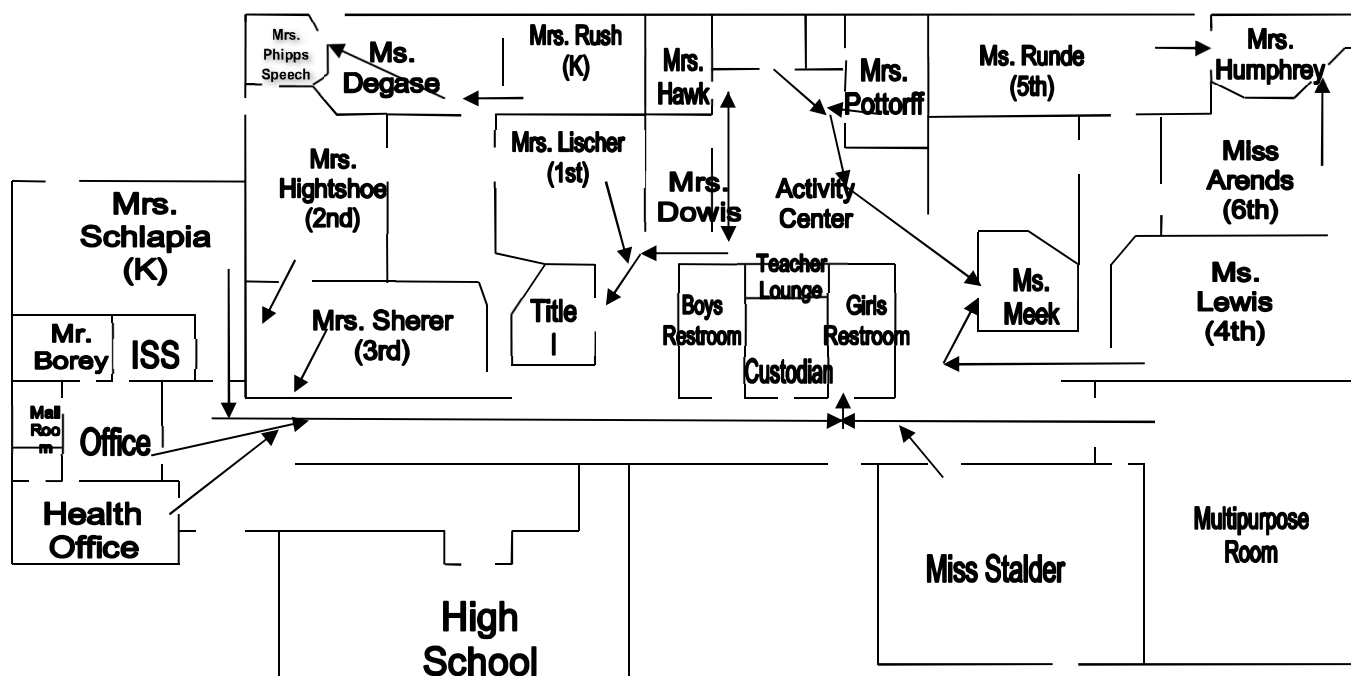 Mrs.
Phipps
Speech
Ms.
Degase
Mrs. Rush
(K)
Mrs.
Hawk
Mrs.
Pottorff
Ms. Runde
(5th)
Mrs.
Humphrey
Mrs.
Hightshoe
(2nd)
Mrs. Lischer
(1st)
Mrs.
Dowis
Activity
Center
Miss
Arends
(6th)
Mrs.
Schlapia
(K)
Mrs. Sherer
(3rd)
Title
I
Boys
Restroom
Teacher
Lounge
Girls
Restroom
Custodian
Ms.
Meek
Ms.
Lewis
(4th)
Mr.
Borey
ISS
Mail
Roo
m
Office
Health
Office
High
School
Miss Stalder
Multipurpose
Room